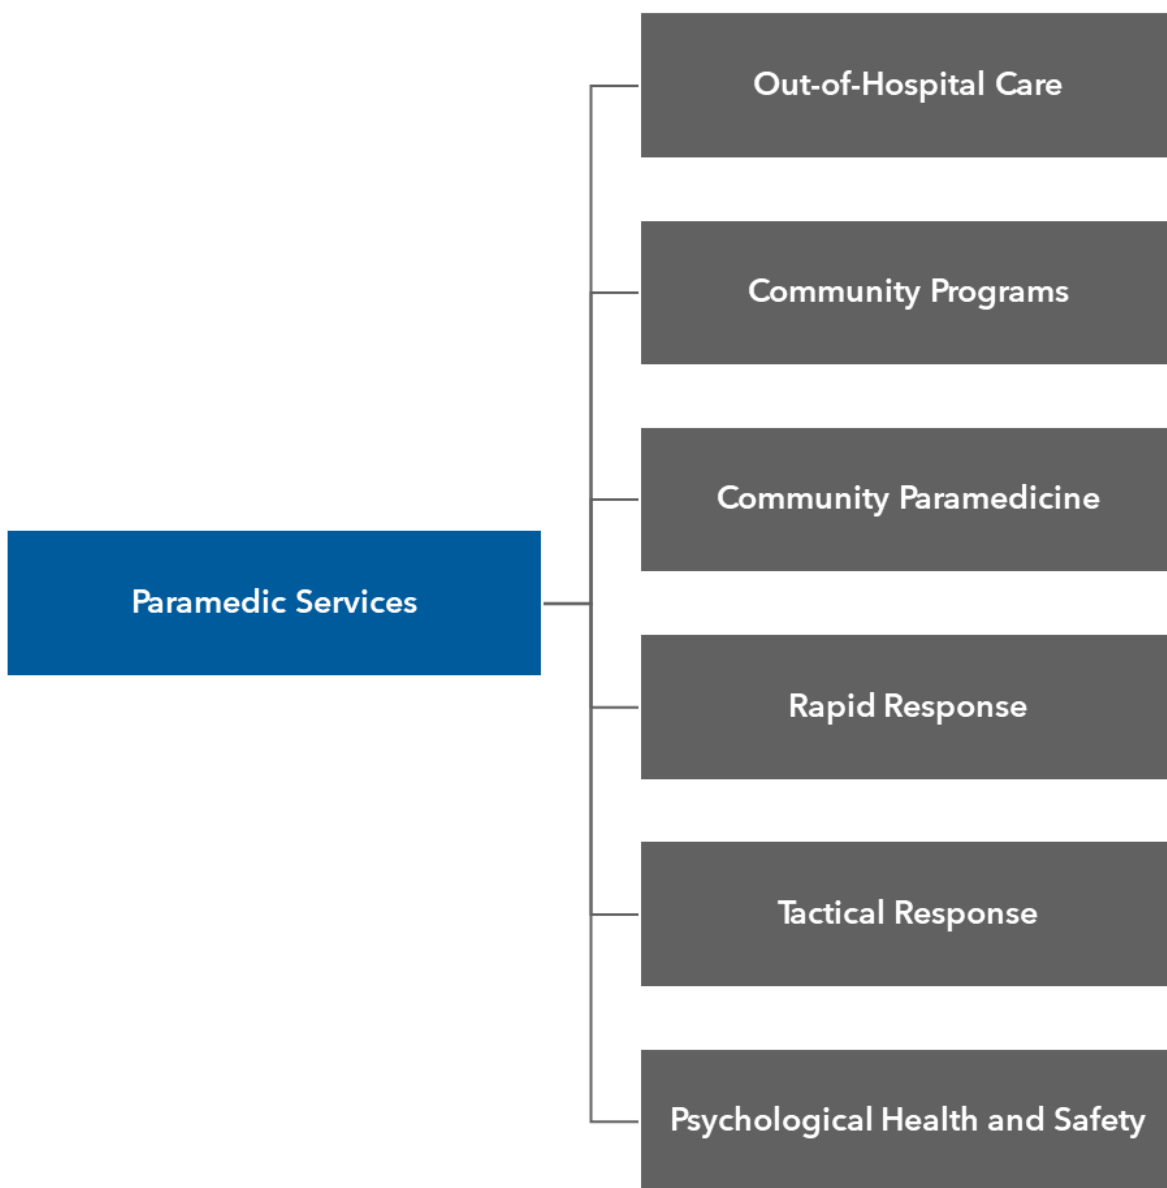 Out-of-Hospital Care
Community Programs
Community Paramedicine
Paramedic Services
Rapid Response
Tactical Response
Psychological Health and Safety